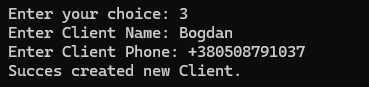 Enter your choice: 3
Enter Client Name: Bogdan
Enter Client Phone: +380508791037
Succes created new Client.